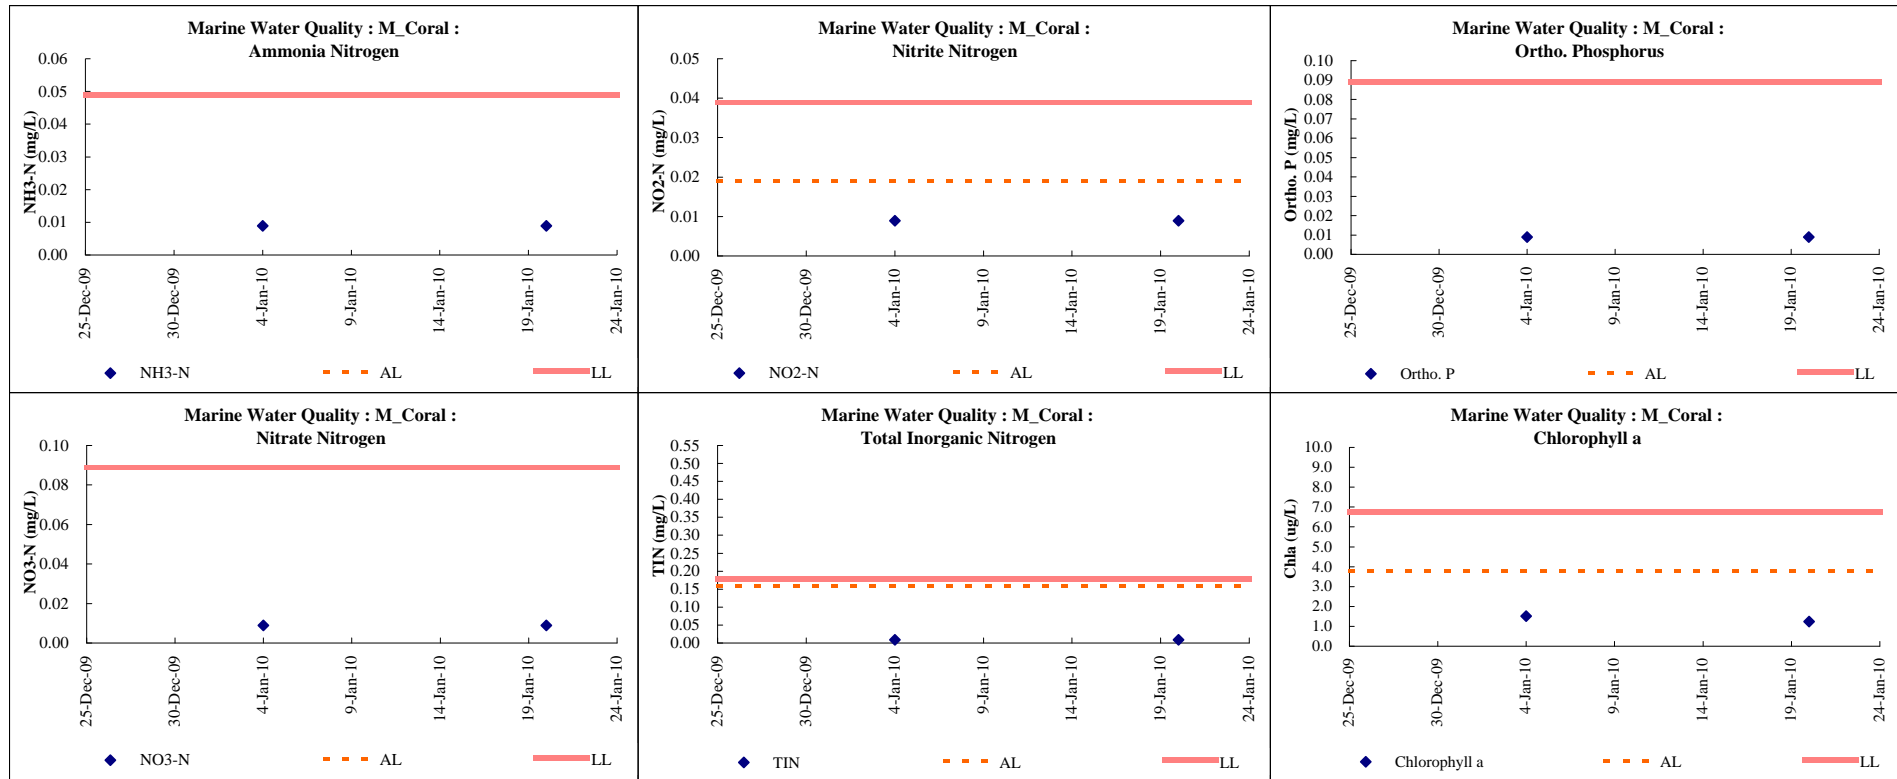 Marine Water Quality : M_Coral :
Ammonia Nitrogen
0.06
0.05
0.04
0.03
0.02
0.01
0.00
NH3-N (mg/L)
25-Dec-09
30-Dec-09
4-Jan-10
9-Jan-10
14-Jan-10
19-Jan-10
24-Jan-10
NH3-N AL LL
Marine Water Quality : M_Coral :
Nitrite Nitrogen
0.05
0.04
0.03
0.02
0.01
0.00
NO2-N (mg/L)
25-Dec-09
30-Dec-09
4-Jan-10
9-Jan-10
14-Jan-10
19-Jan-10
24-Jan-10
NO2-N AL LL
Marine Water Quality : M_Coral :
Ortho. Phosphorus
0.10
0.09
0.08
0.07
0.06
0.05
0.04
0.03
0.02
0.01
0.00
Ortho. P (mg/L)
25-Dec-09
30-Dec-09
4-Jan-10
9-Jan-10
14-Jan-10
19-Jan-10
24-Jan-10
Ortho. P AL LL
Marine Water Quality : M_Coral :
Nitrate Nitrogen
0.10
0.08
0.06
0.04
0.02
0.00
NO3-N (mg/L)
25-Dec-09
30-Dec-09
4-Jan-10
9-Jan-10
14-Jan-10
19-Jan-10
24-Jan-10
NO3-N AL LL
Marine Water Quality : M_Coral :
Total Inorganic Nitrogen
0.55
0.50
0.45
0.40
0.35
0.30
0.25
0.20
0.15
0.10
0.05
0.00
TIN (mg/L)
25-Dec-09
30-Dec-09
4-Jan-10
9-Jan-10
14-Jan-10
19-Jan-10
24-Jan-10
TIN AL LL
Marine Water Quality : M_Coral :
Chlorophyll a
10.0
9.0
8.0
7.0
6.0
5.0
4.0
3.0
2.0
1.0
0.0
Chla (ug/L)
25-Dec-09
30-Dec-09
4-Jan-10
9-Jan-10
14-Jan-10
19-Jan-10
24-Jan-10
Chlorophyll a AL LL